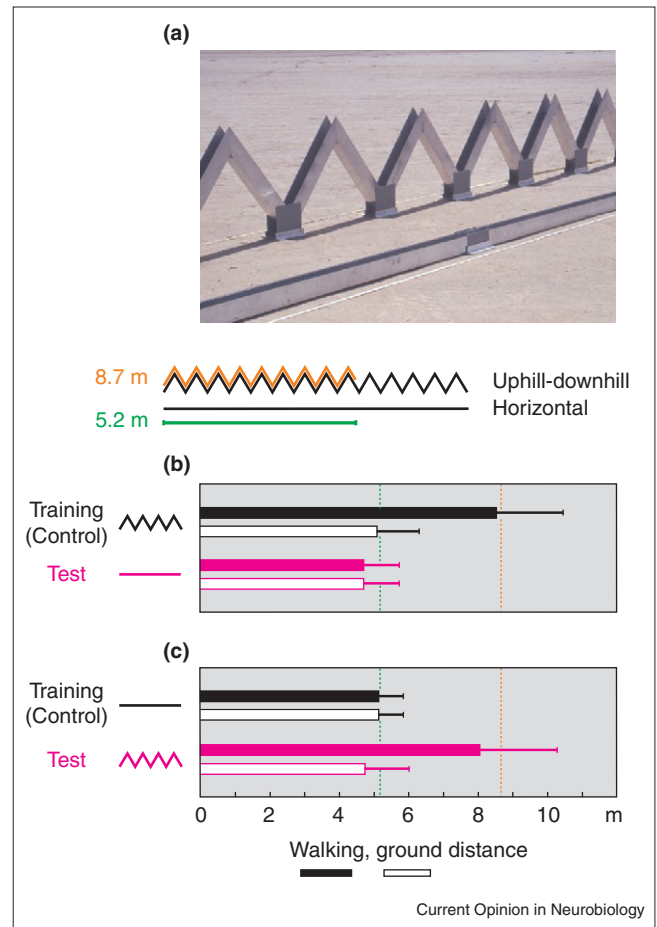 (a)
8.7 m
Uphill-downhill
Horizontal
5.2 m
(b)
Training
(Control)
Test
(c)
Training
(Control)
Test
0 2 4 6 8 10 m
Walking, ground distance
Current Opinion in Neurobiology